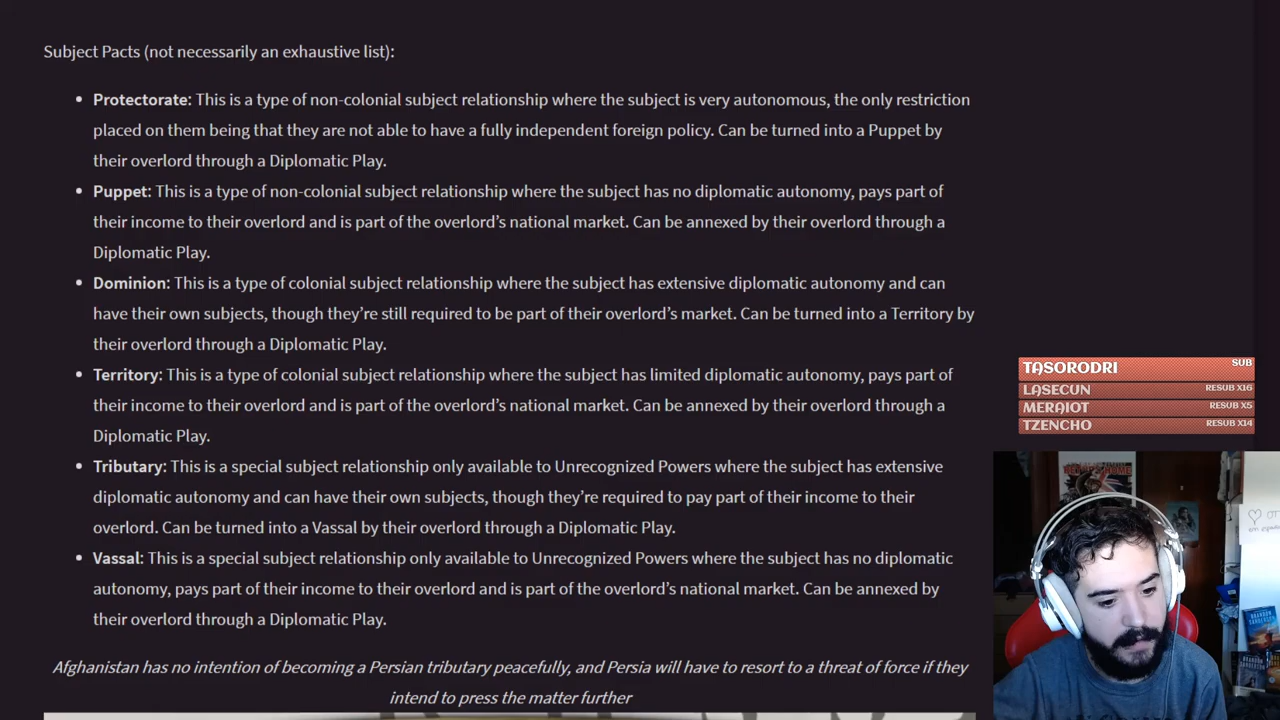 Subject Pacts (not necessarily an exhaustive list):
Protectorate: This is a type of non-colonial subject relationship where the subject is very autonomous, the only restriction
placed on them being that they are not able to have a fully independent foreign policy. Can be turned into a Puppet by
their overlord through a Diplomatic Play.
Puppet: This is a type of non-colonial subject relationship where the subject has no diplomatic autonomy, pays part of
their income to their overlord and is part of the overlord's national market. Can be annexed by their overlord through a
Diplomatic Play.
Dominion: This is a type of colonial subject relationship where the subject has extensive diplomatic autonomy and can
have their own subjects, though they're still required to be part of their overlord's market. Can be turned into a Territory by
their overlord through a Diplomatic Play.
Territory: This is a type of colonial subject relationship where the subject has limited diplomatic autonomy, pays part of
their income to their overlord and is part of the overlord's national market. Can be annexed by their overlord through a
Diplomatic Play.
Tributary: This is a special subject relationship only available to Unrecognized Powers where the subject has extensive
diplomatic autonomy and can have their own subjects, though they're required to pay part of their income to their
overlord. Can be turned into a Vassal by their overlord through a Diplomatic Play.
Vassal: This is a special subject relationship only available to Unrecognized Powers where the subject has no diplomatic
autonomy, pays part of their income to their overlord and is part of the overlord's national market. Can be annexed by
their overlord through a Diplomatic Play.
Afghanistan has no intention of becoming a Persian tributary peacefully, and Persia will have to resort to a threat of force if they
intend to press the matter further
TASORODRI SUB
LASECUN RESUB X16
MERAIOT RESUB X5
TZENCHO RESUB X14
BRANDON
SANDERSON